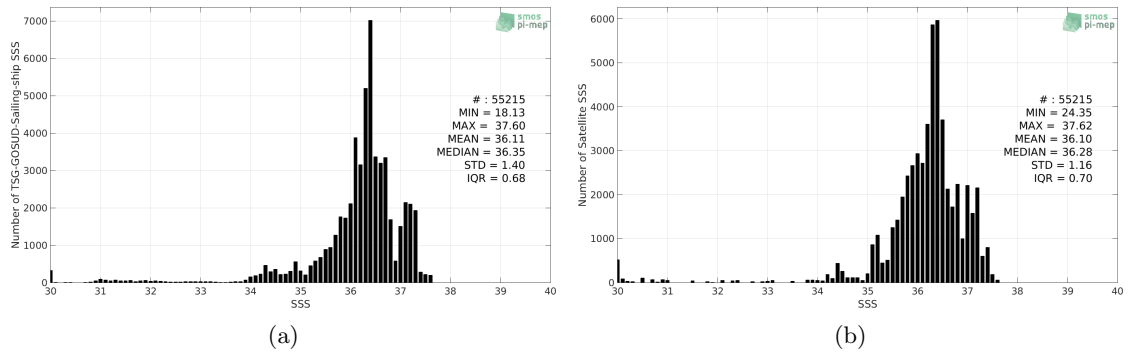 7000
6000
5000
4000
3000
2000
1000
0
30 31 32 33 34 35 36 37 38 39 40
SSS
Number of TSG-GOSUD-Sailing-ship SSS
smos
pi-mep
# : 55215
MIN = 18.13
MAX = 37.60
MEAN = 36.11
MEDIAN = 36.35
STD = 1.40
IQR = 0.68
(a)
6000
5000
4000
3000
2000
1000
0
30 31 32 33 34 35 36 37 38 39 40
SSS
Number of Satellite SSS
smos
pi-mep
# : 55215
MIN = 24.35
MAX = 37.62
MEAN = 36.10
MEDIAN = 36.28
STD = 1.16
IQR = 0.70
(b)